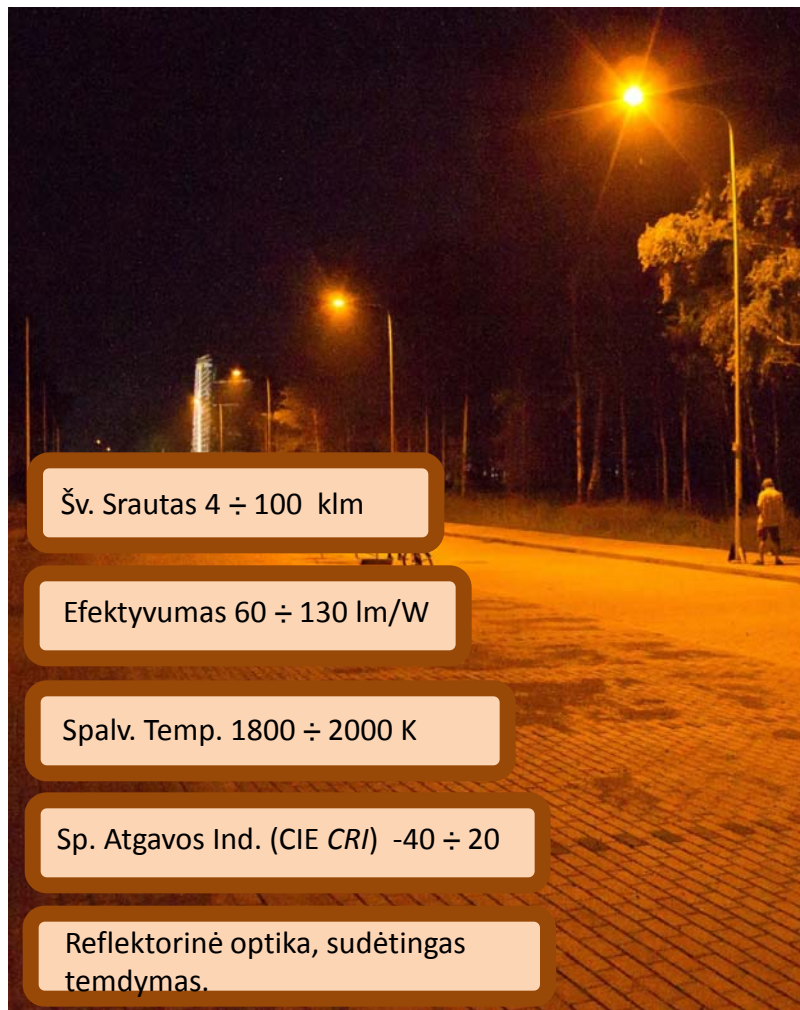 Šv. Srautas 4 ÷ 100 klm
Efektyvumas 60 ÷ 130 lm/W
Spalv. Temp. 1800 ÷ 2000 K
Sp. Atgavos Ind. (CIE CRI) -40 ÷ 20
Reflektorinė optika, sudėtingas
temdymas.